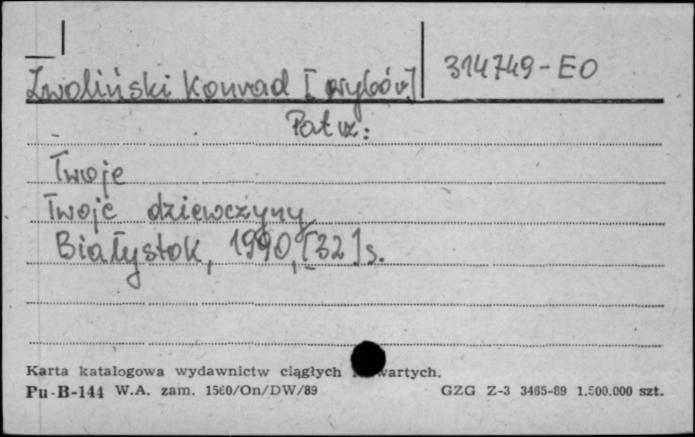 Zwoliński Konrad [wybór] 314749-EO
Patrz:
Twoje
Twoje dziewczyny
Białystok, 1990, [32] s.
Karta katalogowa wydawnictw ciągłych wartych.
Pu-B-144 W.A. zam. 1560/On/DW/89 GZG Z-3 3465-89 1.500.000 szt.